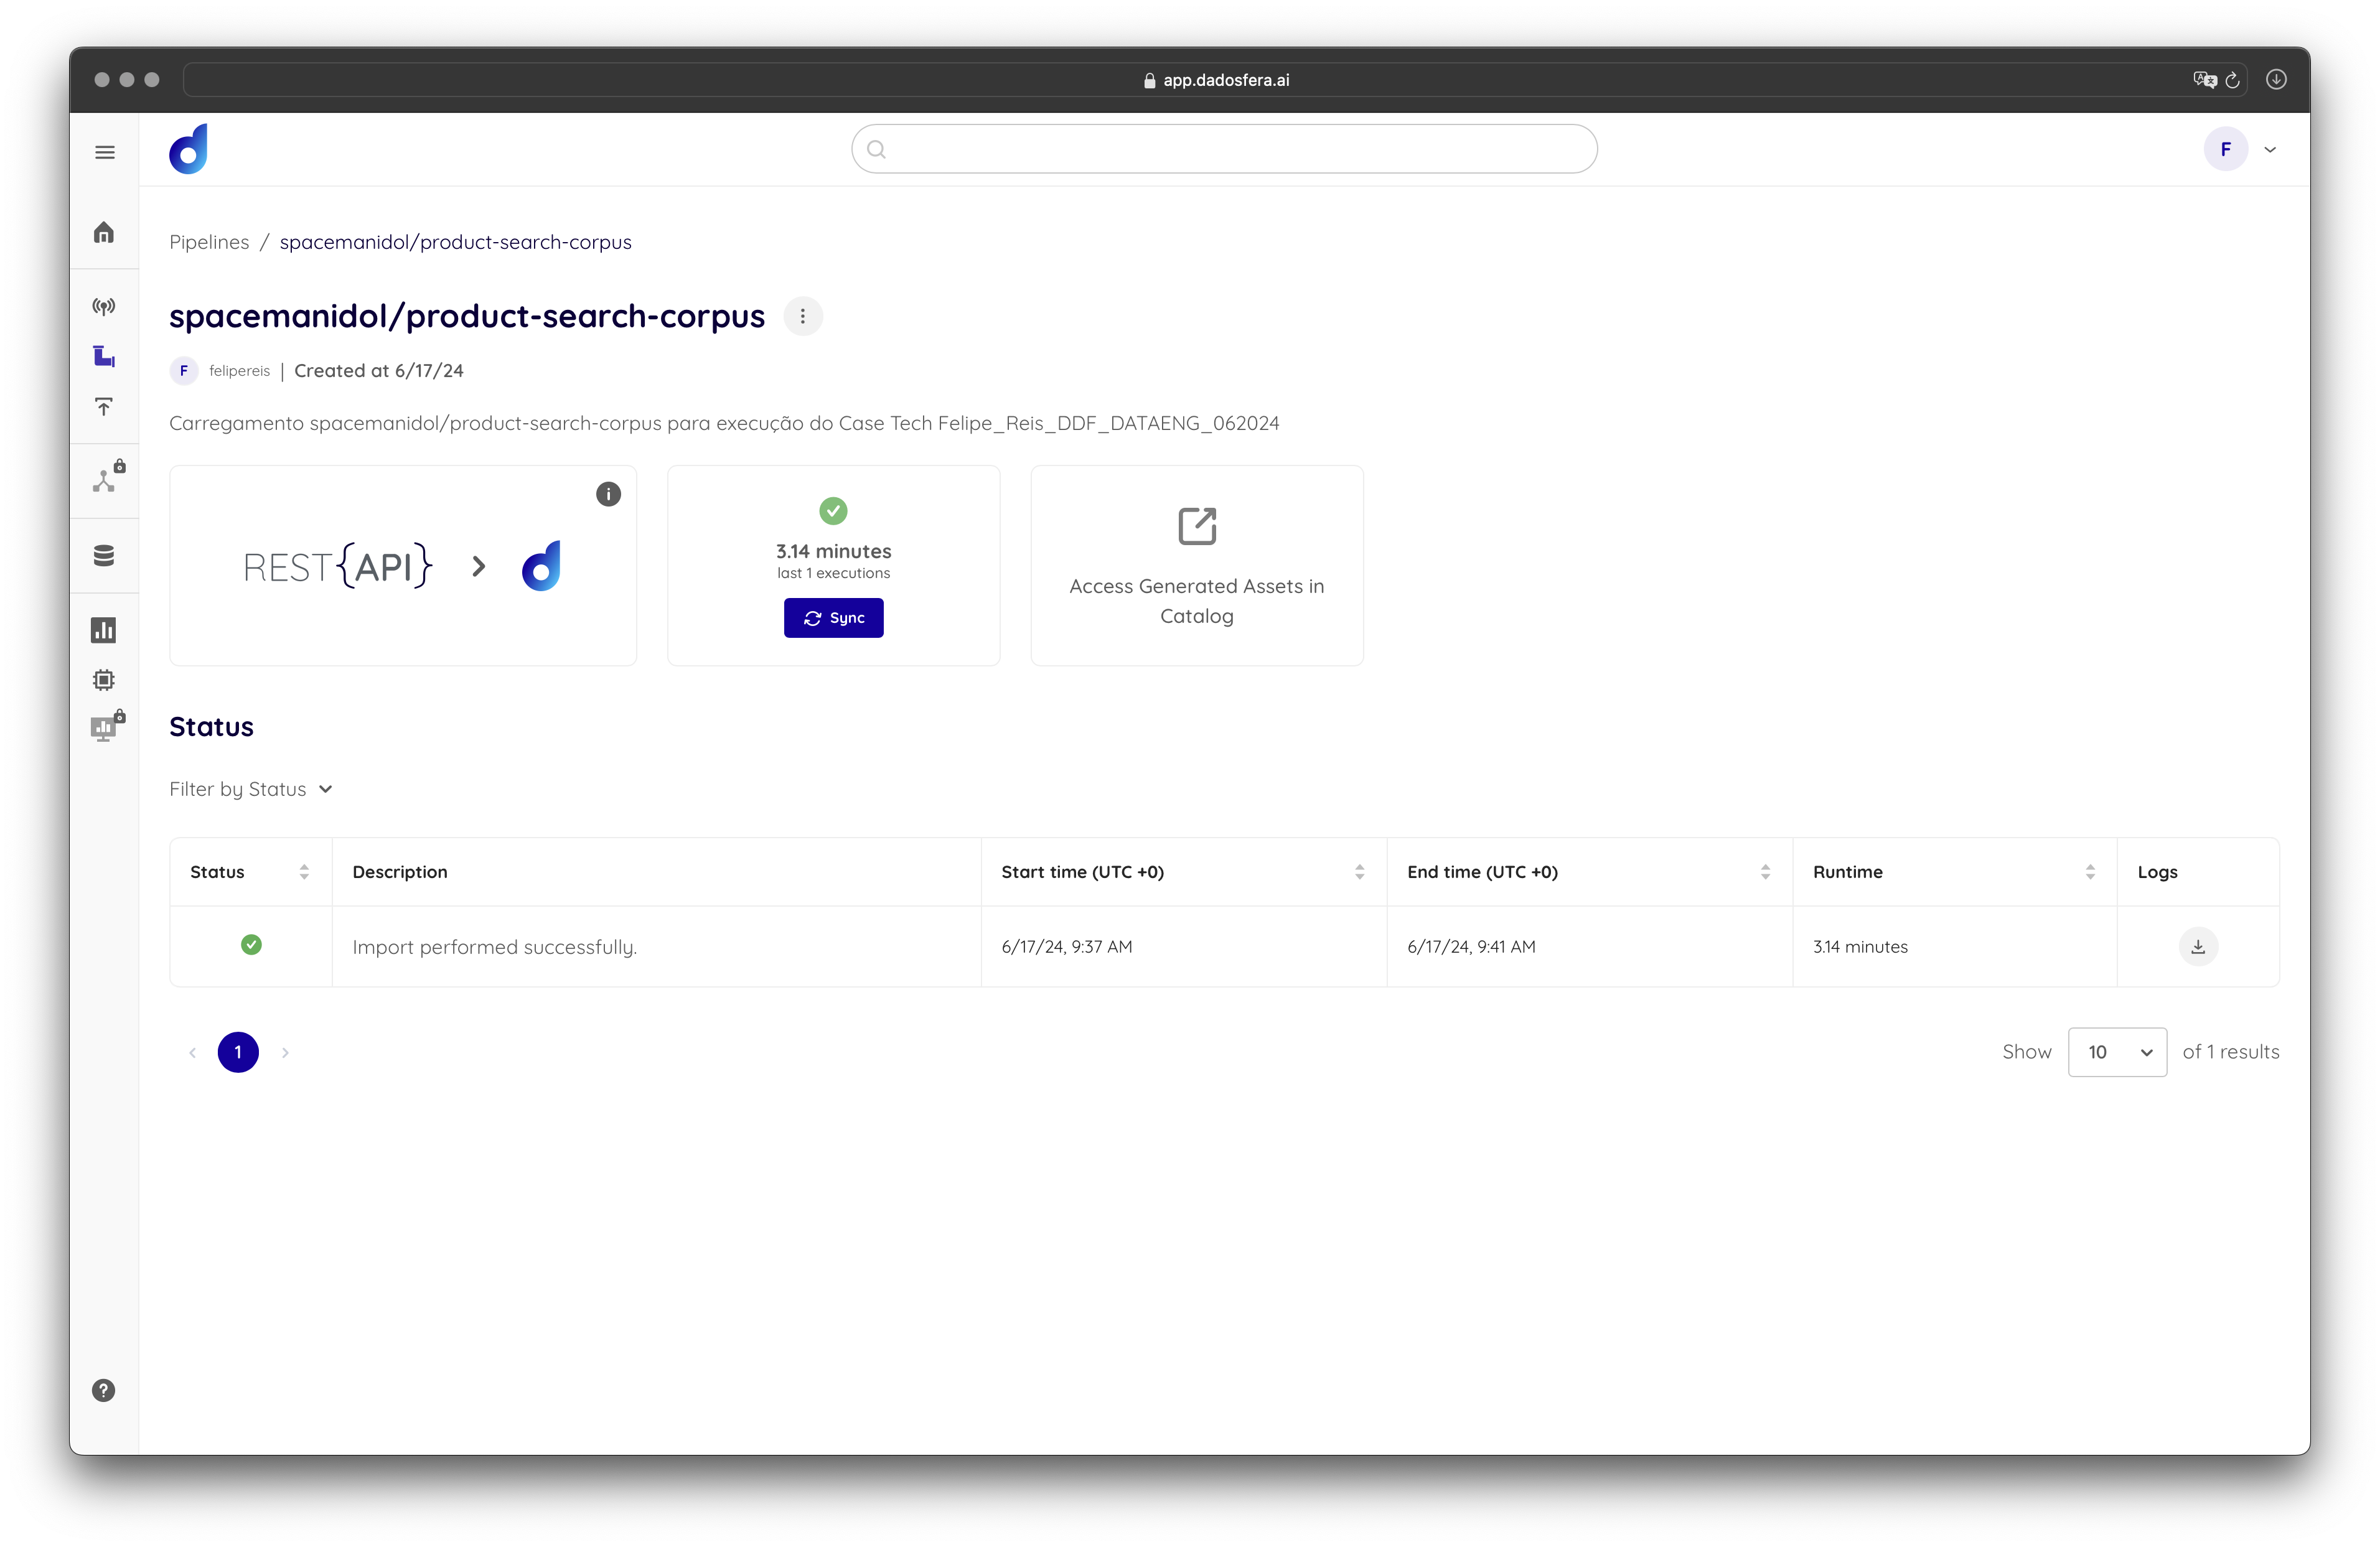 app.dadosfera.ai
F
Pipelines / spacemanidol/product-search-corpus
spacemanidol/product-search-corpus
F felipereis | Created at 6/17/24
Carregamento spacemanidol/product-search-corpus para execução do Case Tech Felipe_Reis_DDF_DATAENG_062024
REST{API}
3.14 minutes
last 1 executions
Sync
Access Generated Assets in
Catalog
Status
Filter by Status
Status Description Start time (UTC +0) End time (UTC +0) Runtime Logs
Import performed successfully. 6/17/24, 9:37 AM 6/17/24, 9:41 AM 3.14 minutes
1
Show 10 of 1 results